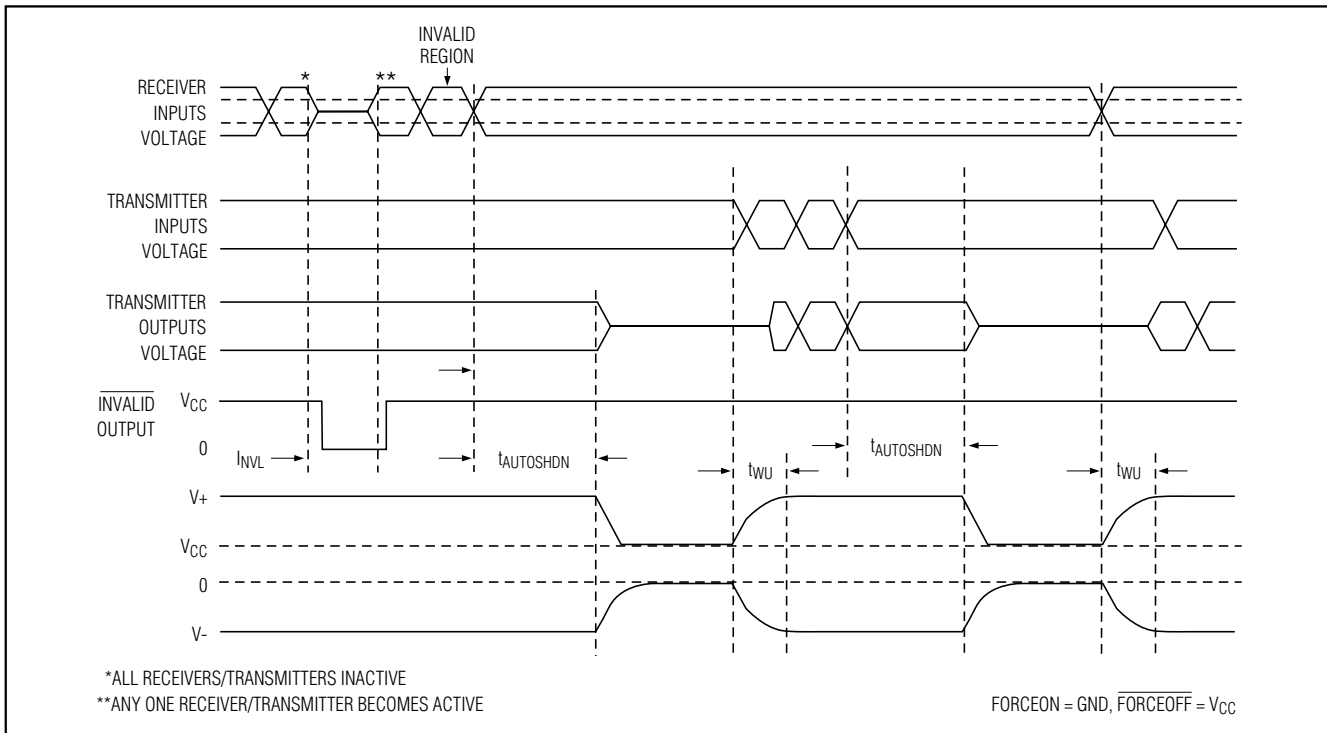 INVALID
REGION
* **
RECEIVER
INPUTS
VOLTAGE
TRANSMITTER
INPUTS
VOLTAGE
TRANSMITTER
OUTPUTS
VOLTAGE
INVALID
OUTPUT
VCC
0
INVL
tAUTOSHDN
tWU
tAUTOSHDN
tWU
V+
VCC
0
V-
*ALL RECEIVERS/TRANSMITTERS INACTIVE
**ANY ONE RECEIVER/TRANSMITTER BECOMES ACTIVE
FORCEON = GND, FORCEOFF = VCC